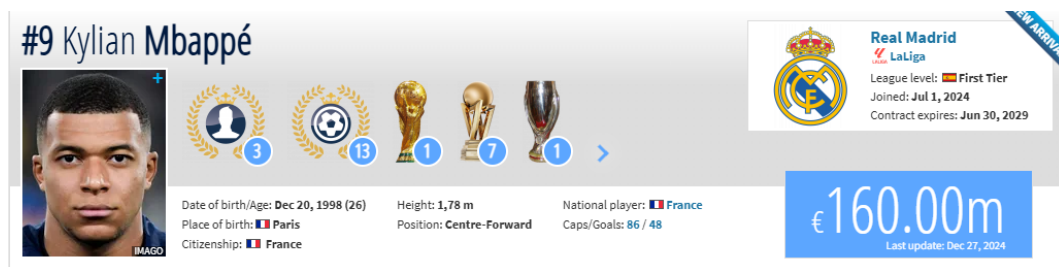 #9 Kylian Mbappé
NEW ARRIVA
Real Madrid
LALIGA LaLiga
League level: First Tier
Joined: Jul 1, 2024
Contract expires: Jun 30, 2029
3
13
1
7
1
IMAGO
Date of birth/Age: Dec 20, 1998 (26)
Place of birth: Paris
Citizenship: France
Height: 1,78 m
Position: Centre-Forward
National player: France
Caps/Goals: 86 / 48
€160.00m
Last update: Dec 27, 2024